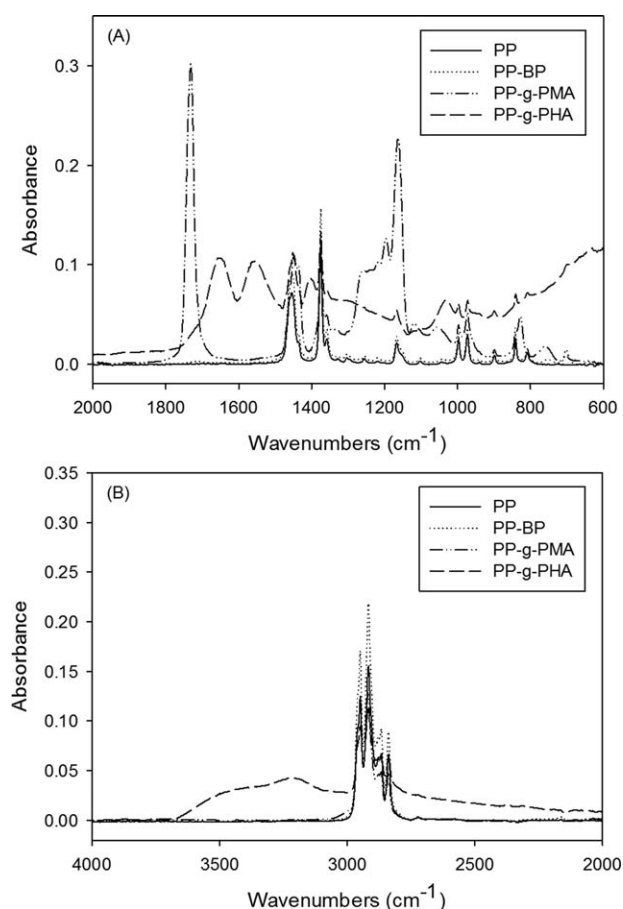 (A)
PP
PP-BP
PP-g-PMA
PP-g-PHA
Absorbance
0.3
0.2
0.1
0.0
2000 1800 1600 1400 1200 1000 800 600
Wavenumbers (cm⁻¹)
(B)
PP
PP-BP
PP-g-PMA
PP-g-PHA
Absorbance
0.35
0.30
0.25
0.20
0.15
0.10
0.05
0.00
4000 3500 3000 2500 2000
Wavenumbers (cm⁻¹)